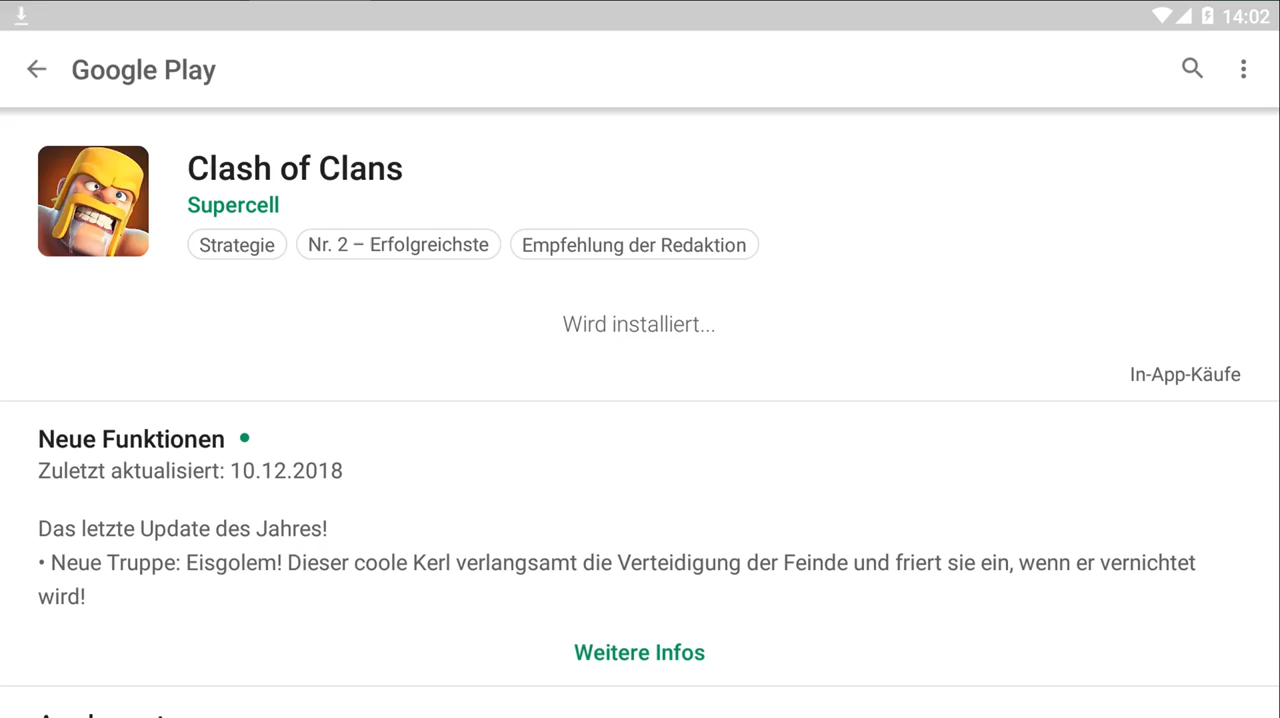 14:02
Google Play
Clash of Clans
Supercell
Strategie
Nr. 2 – Erfolgreichste
Empfehlung der Redaktion
Wird installiert...
In-App-Käufe
Neue Funktionen
Zuletzt aktualisiert: 10.12.2018
Das letzte Update des Jahres!
• Neue Truppe: Eisgolem! Dieser coole Kerl verlangsamt die Verteidigung der Feinde und friert sie ein, wenn er vernichtet
wird!
Weitere Infos